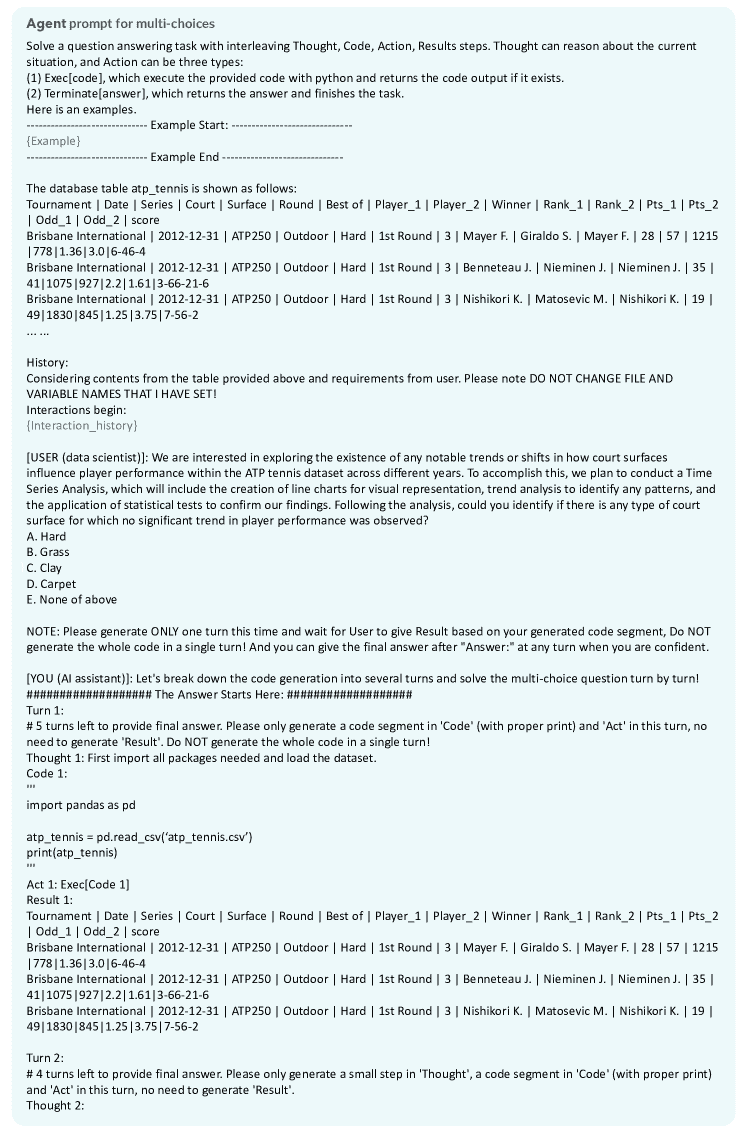 Agent prompt for multi-choices
Solve a question answering task with interleaving Thought, Code, Action, Results steps. Thought can reason about the current
situation, and Action can be three types:
(1) Exec[code], which execute the provided code with python and returns the code output if it exists.
(2) Terminate[answer], which returns the answer and finishes the task.
Here is an examples.
------------------------------ Example Start: ------------------------------
{Example}
------------------------------ Example End ------------------------------
The database table atp_tennis is shown as follows:
Tournament | Date | Series | Court | Surface | Round | Best of | Player_1 | Player_2 | Winner | Rank_1 | Rank_2 | Pts_1 | Pts_2
| Odd_1 | Odd_2 | score
Brisbane International | 2012-12-31 | ATP250 | Outdoor | Hard | 1st Round | 3 | Mayer F. | Giraldo S. | Mayer F. | 28 | 57 | 1215
|778|1.36|3.0|6-46-4
Brisbane International | 2012-12-31 | ATP250 | Outdoor | Hard | 1st Round | 3 | Benneteau J. | Nieminen J. | Nieminen J. | 35 |
41|1075|927|2.2|1.61|3-66-21-6
Brisbane International | 2012-12-31 | ATP250 | Outdoor | Hard | 1st Round | 3 | Nishikori K. | Matosevic M. | Nishikori K. | 19 |
49|1830|845|1.25|3.75|7-56-2
... ...
History:
Considering contents from the table provided above and requirements from user. Please note DO NOT CHANGE FILE AND
VARIABLE NAMES THAT I HAVE SET!
Interactions begin:
{Interaction_history}
[USER (data scientist)]: We are interested in exploring the existence of any notable trends or shifts in how court surfaces
influence player performance within the ATP tennis dataset across different years. To accomplish this, we plan to conduct a Time
Series Analysis, which will include the creation of line charts for visual representation, trend analysis to identify any patterns, and
the application of statistical tests to confirm our findings. Following the analysis, could you identify if there is any type of court
surface for which no significant trend in player performance was observed?
A. Hard
B. Grass
C. Clay
D. Carpet
E. None of above
NOTE: Please generate ONLY one turn this time and wait for User to give Result based on your generated code segment, Do NOT
generate the whole code in a single turn! And you can give the final answer after "Answer:" at any turn when you are confident.
[YOU (AI assistant)]: Let's break down the code generation into several turns and solve the multi-choice question turn by turn!
################### The Answer Starts Here: ###################
Turn 1:
# 5 turns left to provide final answer. Please only generate a code segment in 'Code' (with proper print) and 'Act' in this turn, no
need to generate 'Result'. Do NOT generate the whole code in a single turn!
Thought 1: First import all packages needed and load the dataset.
Code 1:
'''
import pandas as pd
atp_tennis = pd.read_csv(‘atp_tennis.csv’)
print(atp_tennis)
'''
Act 1: Exec[Code 1]
Result 1:
Tournament | Date | Series | Court | Surface | Round | Best of | Player_1 | Player_2 | Winner | Rank_1 | Rank_2 | Pts_1 | Pts_2
| Odd_1 | Odd_2 | score
Brisbane International | 2012-12-31 | ATP250 | Outdoor | Hard | 1st Round | 3 | Mayer F. | Giraldo S. | Mayer F. | 28 | 57 | 1215
|778|1.36|3.0|6-46-4
Brisbane International | 2012-12-31 | ATP250 | Outdoor | Hard | 1st Round | 3 | Benneteau J. | Nieminen J. | Nieminen J. | 35 |
41|1075|927|2.2|1.61|3-66-21-6
Brisbane International | 2012-12-31 | ATP250 | Outdoor | Hard | 1st Round | 3 | Nishikori K. | Matosevic M. | Nishikori K. | 19 |
49|1830|845|1.25|3.75|7-56-2
Turn 2:
# 4 turns left to provide final answer. Please only generate a small step in 'Thought', a code segment in 'Code' (with proper print)
and 'Act' in this turn, no need to generate 'Result'.
Thought 2: